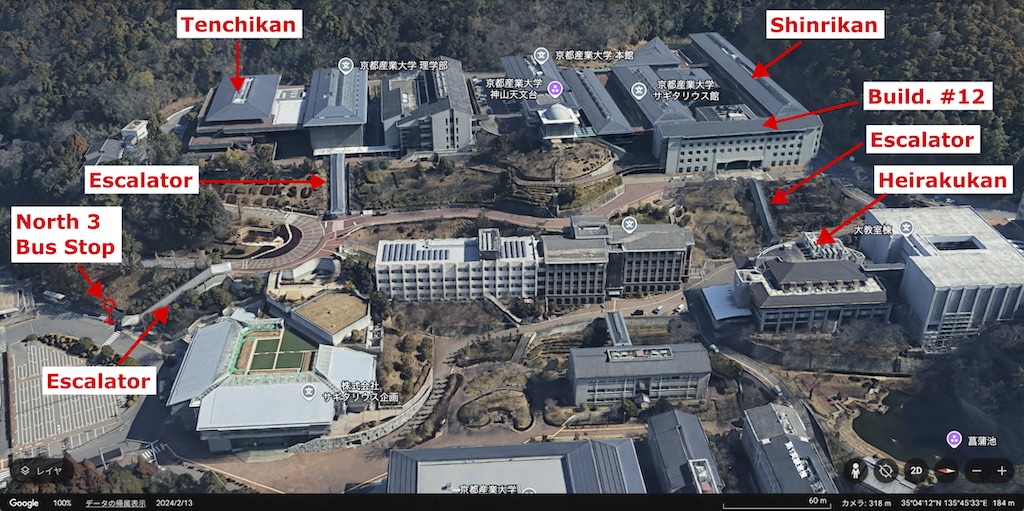 Tenchikan
京都産業大学 理学部
京都産業大学 本館
京都産業大学
神山天文台
京都産業大学
サギタリウス館
Shinrikan
Build. #12
Escalator
Escalator
Heirakukan
大教室棟
North 3
Bus Stop
Escalator
株式会社
サギタリウス企画
菖蒲池
レイヤ
2D
京都産業大学
Google
100%
データの帰属表示
2024/2/13
60 m
カメラ: 318 m
35°04'12"N 135°45'33"E
184 m